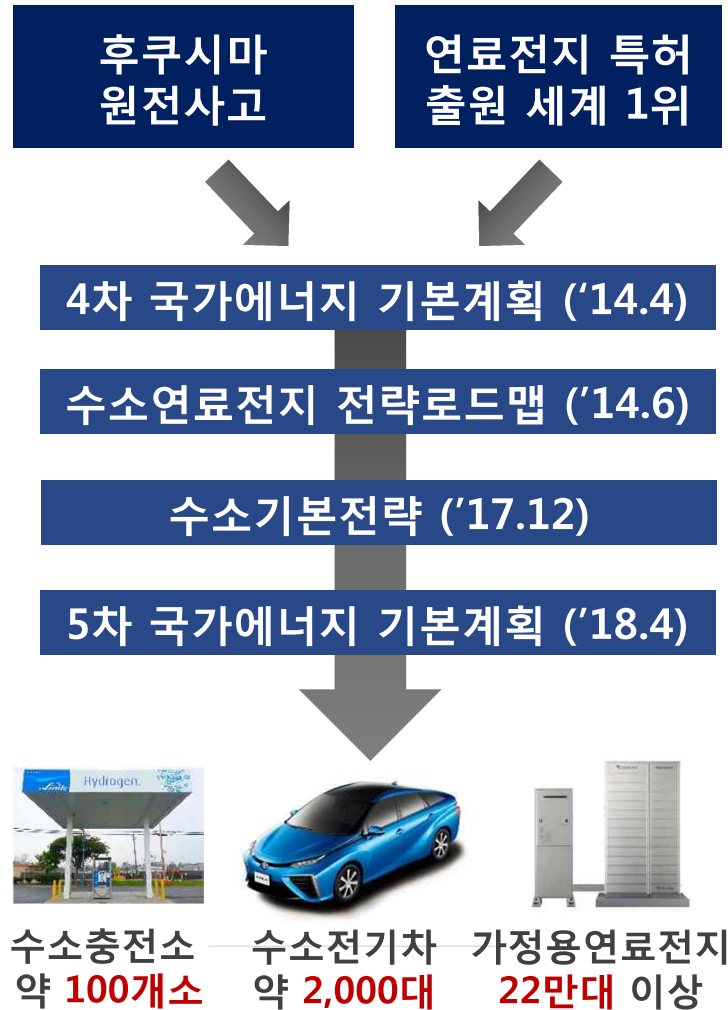 후쿠시마
원전사고
연료전지 특허
출원 세계 1위
4차 국가에너지 기본계획 (‘14.4)
수소연료전지 전략로드맵 (’14.6)
수소기본전략 (’17.12)
5차 국가에너지 기본계획 (’18.4)
Linde
Hydrogen.
수소충전소
약 100개소
수소전기차
약 2,000대
가정용연료전지
22만대 이상